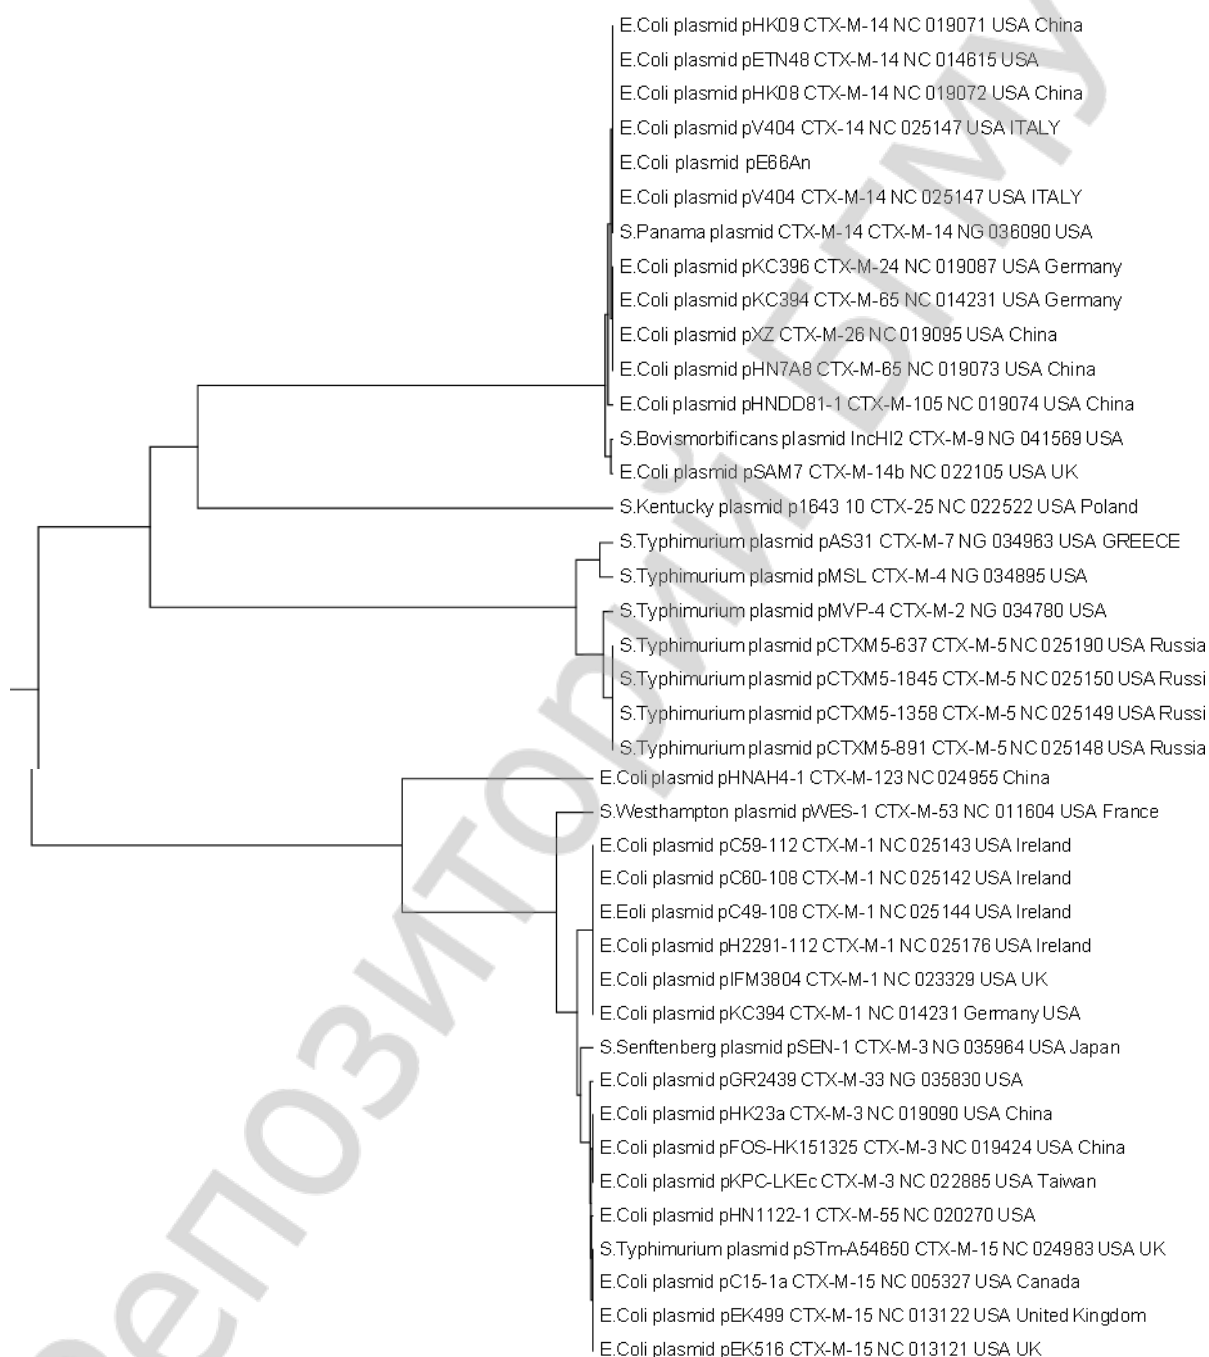 E.Coli plasmid pHK09 CTX-M-14 NC 019071 USA China
E.Coli plasmid pETN48 CTX-M-14 NC 014615 USA
E.Coli plasmid pHK08 CTX-M-14 NC 019072 USA China
E.Coli plasmid pV404 CTX-14 NC 025147 USA ITALY
E.Coli plasmid pE66An
E.Coli plasmid pV404 CTX-M-14 NC 025147 USA ITALY
S.Panama plasmid CTX-M-14 CTX-M-14 NG 036090 USA
E.Coli plasmid pKC396 CTX-M-24 NC 019087 USA Germany
E.Coli plasmid pKC394 CTX-M-65 NC 014231 USA Germany
E.Coli plasmid pXZ CTX-M-26 NC 019095 USA China
E.Coli plasmid pHN7A8 CTX-M-65 NC 019073 USA China
E.Coli plasmid pHNDD81-1 CTX-M-105 NC 019074 USA China
S.Bovismorbificans plasmid IncHI2 CTX-M-9 NG 041569 USA
E.Coli plasmid pSAM7 CTX-M-14b NC 022105 USA UK
S.Kentucky plasmid p1643 10 CTX-25 NC 022522 USA Poland
S.Typhimurium plasmid pAS31 CTX-M-7 NG 034963 USA GREECE
S.Typhimurium plasmid pMSL CTX-M-4 NG 034895 USA
S.Typhimurium plasmid pMVP-4 CTX-M-2 NG 034780 USA
S.Typhimurium plasmid pCTXM5-637 CTX-M-5 NC 025190 USA Russia
S.Typhimurium plasmid pCTXM5-1845 CTX-M-5 NC 025150 USA Russi
S.Typhimurium plasmid pCTXM5-1358 CTX-M-5 NC 025149 USA Russi
S.Typhimurium plasmid pCTXM5-891 CTX-M-5 NC 025148 USA Russia
E.Coli plasmid pHNAH4-1 CTX-M-123 NC 024955 China
S.Westhampton plasmid pWES-1 CTX-M-53 NC 011604 USA France
E.Coli plasmid pC59-112 CTX-M-1 NC 025143 USA Ireland
E.Coli plasmid pC60-108 CTX-M-1 NC 025142 USA Ireland
E.Eoli plasmid pC49-108 CTX-M-1 NC 025144 USA Ireland
E.Coli plasmid pH2291-112 CTX-M-1 NC 025176 USA Ireland
E.Coli plasmid pIFM3804 CTX-M-1 NC 023329 USA UK
E.Coli plasmid pKC394 CTX-M-1 NC 014231 Germany USA
S.Senftenberg plasmid pSEN-1 CTX-M-3 NG 035964 USA Japan
E.Coli plasmid pGR2439 CTX-M-33 NG 035830 USA
E.Coli plasmid pHK23a CTX-M-3 NC 019090 USA China
E.Coli plasmid pFOS-HK151325 CTX-M-3 NC 019424 USA China
E.Coli plasmid pKPC-LKEc CTX-M-3 NC 022885 USA Taiwan
E.Coli plasmid pHN1122-1 CTX-M-55 NC 020270 USA
S.Typhimurium plasmid pSTm-A54650 CTX-M-15 NC 024983 USA UK
E.Coli plasmid pC15-1a CTX-M-15 NC 005327 USA Canada
E.Coli plasmid pEK499 CTX-M-15 NC 013122 USA United Kingdom
E.Coli plasmid pEK516 CTX-M-15 NC 013121 USA UK
Репозиторий БГМУ